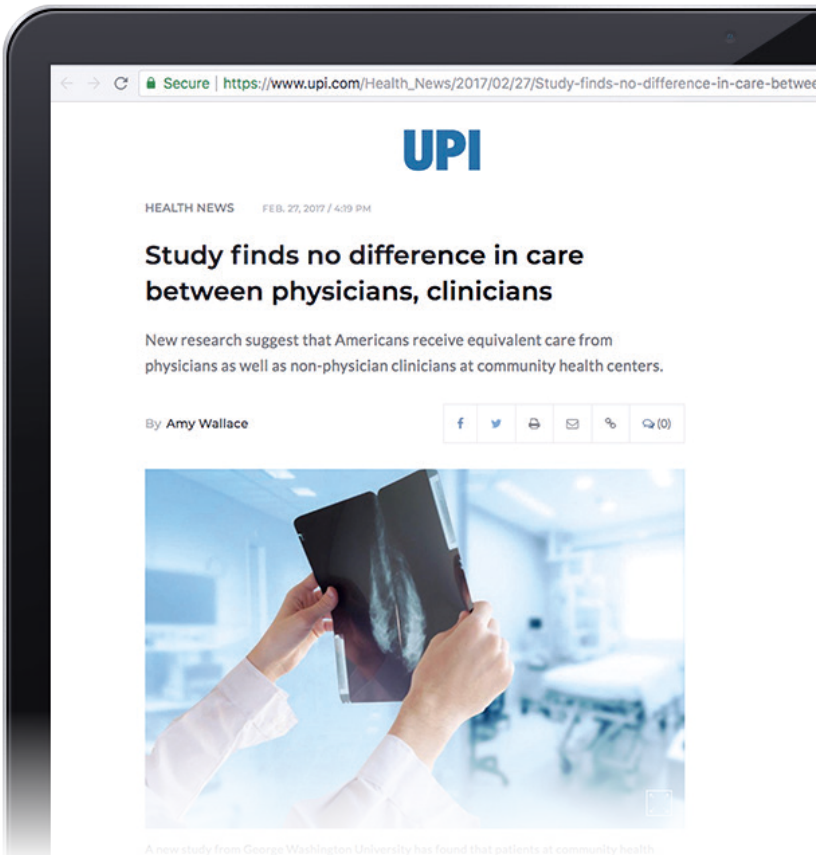 Secure | https://www.upi.com/Health_News/2017/02/27/Study-finds-no-difference-in-care-betwee
UPI
HEALTH NEWS FEB. 27, 2017 / 4:19 PM
Study finds no difference in care
between physicians, clinicians
New research suggest that Americans receive equivalent care from
physicians as well as non-physician clinicians at community health centers.
By Amy Wallace
(0)
A new study from George Washington University has found that patients at community health